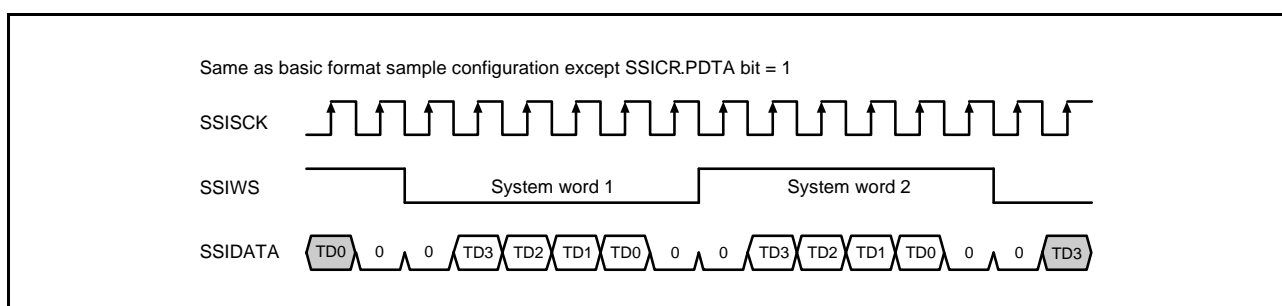 Same as basic format sample configuration except SSICR.PDTA bit = 1
SSISCK
SSIWS System word 1 System word 2
SSIDATA TD0 0 0 TD3 TD2 TD1 TD0 0 0 TD3 TD2 TD1 TD0 0 0 TD3